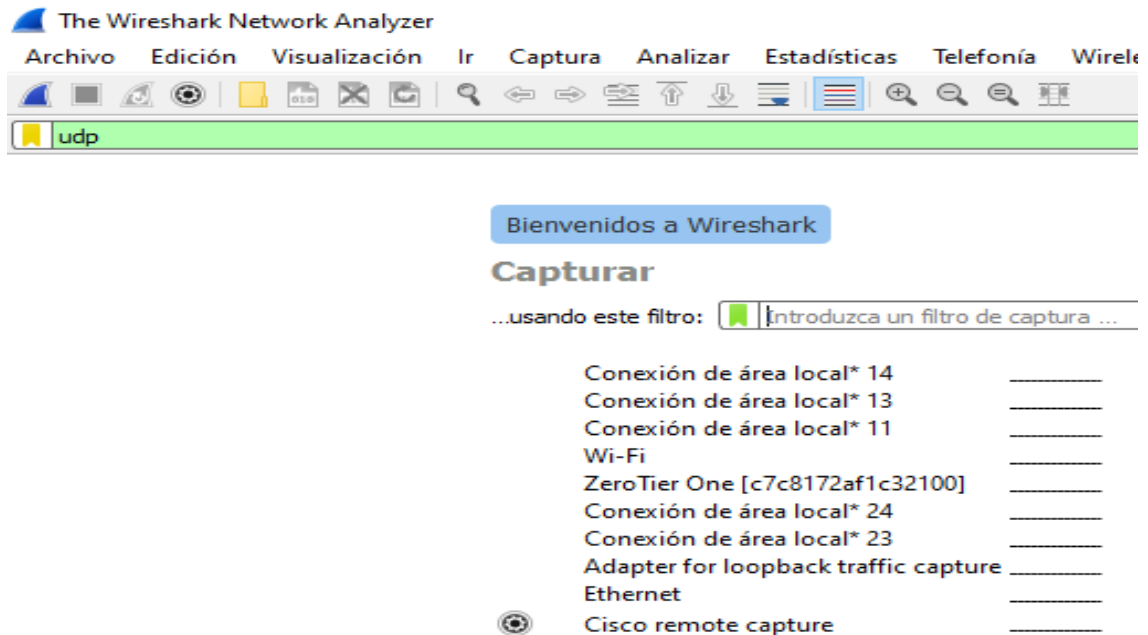 The Wireshark Network Analyzer
Archivo Edición Visualización Ir Captura Analizar Estadísticas Telefonía Wirele
udp
Bienvenidos a Wireshark
Capturar
...usando este filtro: Introduzca un filtro de captura ...
Conexión de área local* 14
Conexión de área local* 13
Conexión de área local* 11
Wi-Fi
ZeroTier One [c7c8172af1c32100]
Conexión de área local* 24
Conexión de área local* 23
Adapter for loopback traffic capture
Ethernet
Cisco remote capture